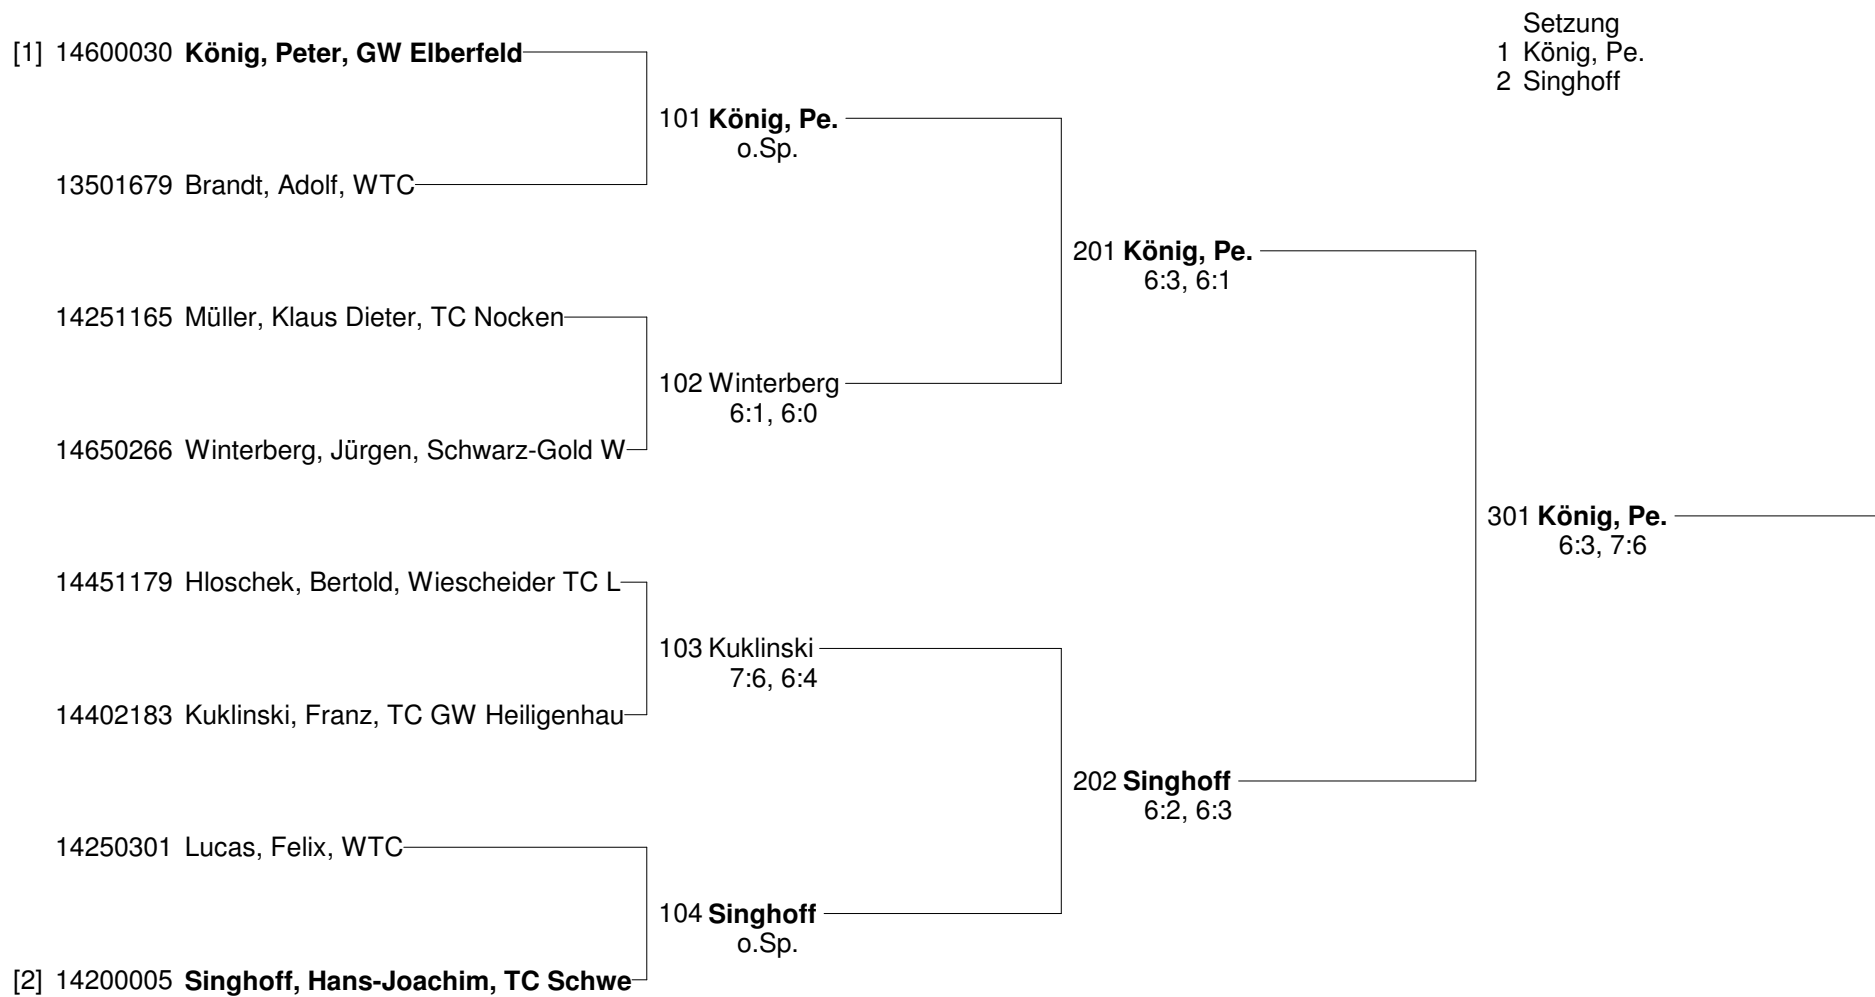 Setzung
1 König, Pe.
2 Singhoff
[1] 14600030 König, Peter, GW Elberfeld
101 König, Pe.
o.Sp.
13501679 Brandt, Adolf, WTC
201 König, Pe.
6:3, 6:1
14251165 Müller, Klaus Dieter, TC Nocken
102 Winterberg
6:1, 6:0
14650266 Winterberg, Jürgen, Schwarz-Gold W
301 König, Pe.
6:3, 7:6
14451179 Hloschek, Bertold, Wiescheider TC L
103 Kuklinski
7:6, 6:4
14402183 Kuklinski, Franz, TC GW Heiligenhau
202 Singhoff
6:2, 6:3
14250301 Lucas, Felix, WTC
104 Singhoff
o.Sp.
[2] 14200005 Singhoff, Hans-Joachim, TC Schwe